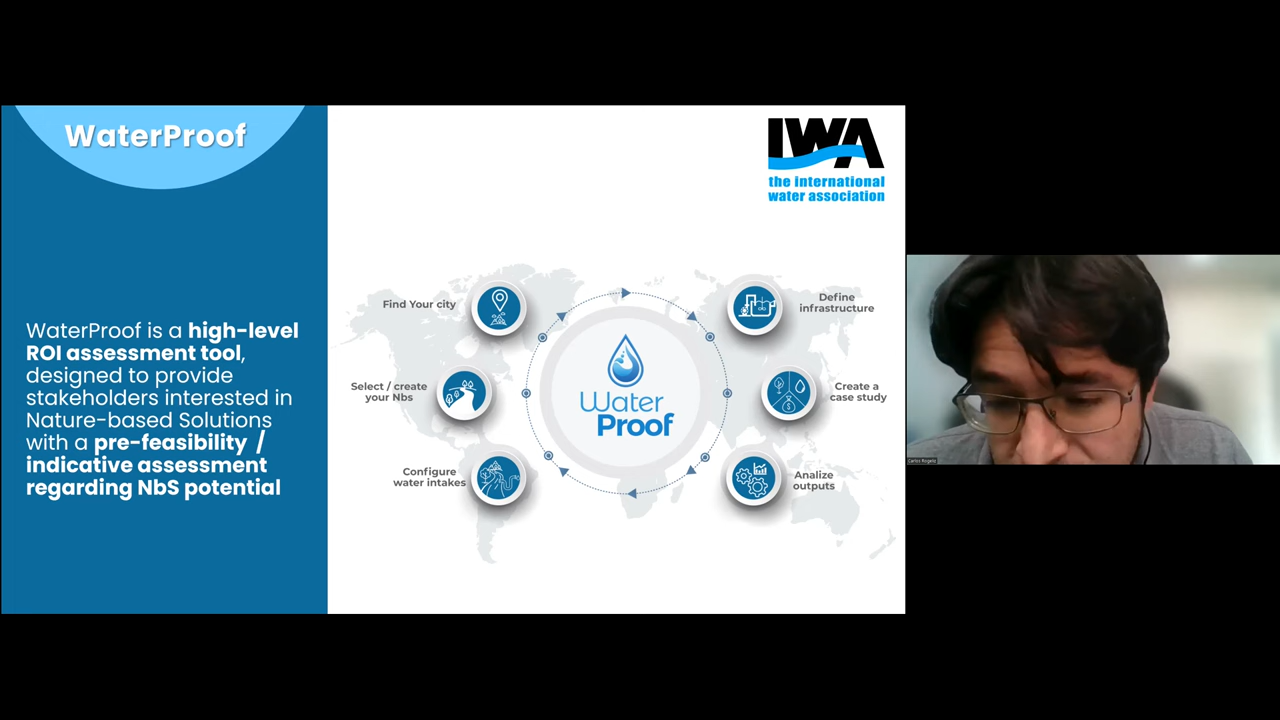 WaterProof
WaterProof is a high-level
ROI assessment tool,
designed to provide
stakeholders interested in
Nature-based Solutions
with a pre-feasibility /
indicative assessment
regarding NbS potential
IWA
the international
water association
Find Your city
Select / create
your Nbs
Configure
water intakes
Water
Proof
Define
infrastructure
Create a
case study
Analize
outputs
Carlos Rogeliz